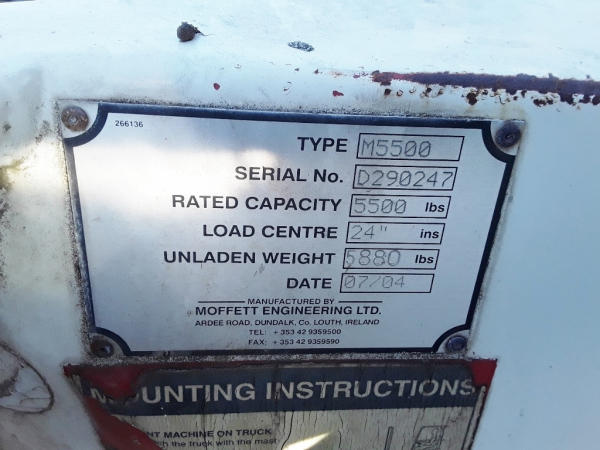 266136
TYPE M5500
SERIAL No. D290247
RATED CAPACITY 5500 lbs
LOAD CENTRE 24" ins
UNLADEN WEIGHT 5880 lbs
DATE 07/04
MANUFACTURED BY
MOFFETT ENGINEERING LTD.
ARDEE ROAD, DUNDALK, Co. LOUTH, IRELAND
TEL: +353 42 9359500
FAX: +353 42 9359590
MOUNTING INSTRUCTIONS
MACHINE ON TRUCK
the truck with the mast